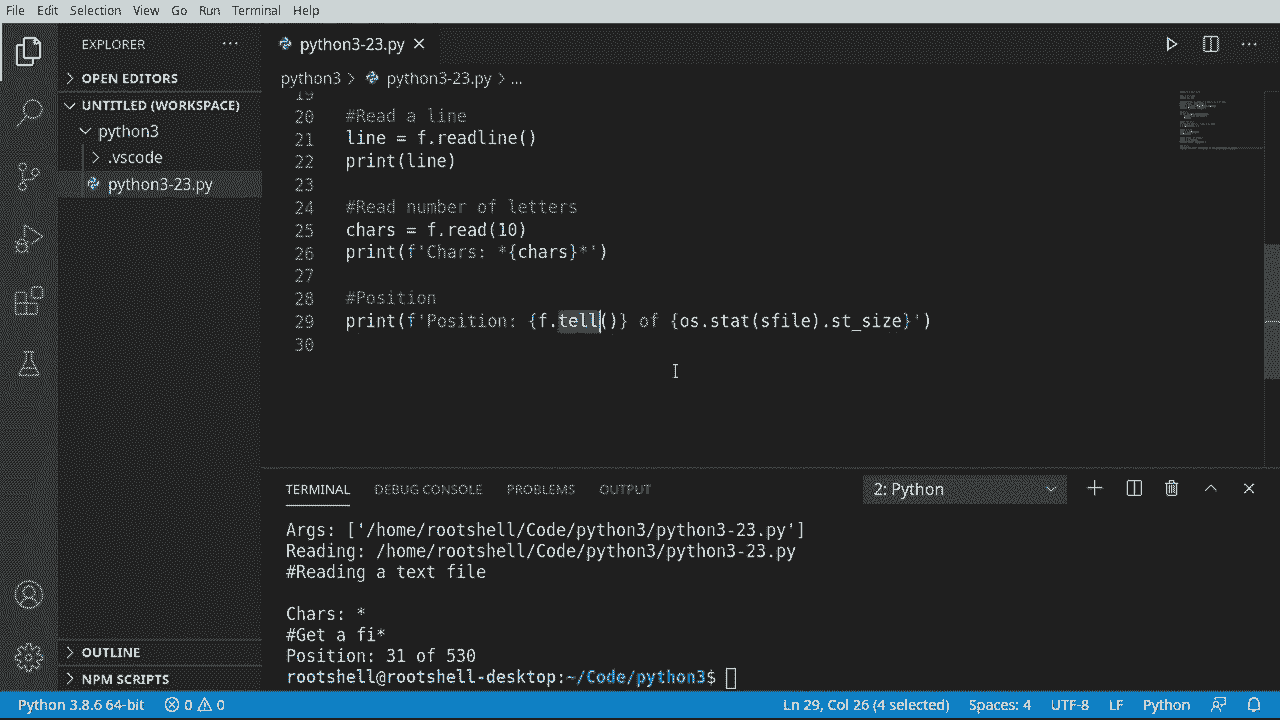 File Edit Selection View Go Run Terminal Help
EXPLORER ···
python3-23.py
OPEN EDITORS
python3 > python3-23.py > ...
UNTITLED (WORKSPACE)
python3
.vscode
python3-23.py
19
20 #Read a line
21 line = f.readline()
22 print(line)
23
24 #Read number of letters
25 chars = f.read(10)
26 print(f'Chars: *{chars}*')
27
28 #Position
29 print(f'Position: {f.tell()} of {os.stat(sfile).st_size}')
30
TERMINAL DEBUG CONSOLE PROBLEMS OUTPUT 2: Python
Args: ['/home/rootshell/Code/python3/python3-23.py']
Reading: /home/rootshell/Code/python3/python3-23.py
#Reading a text file
Chars: *
#Get a fi*
Position: 31 of 530
rootshell@rootshell-desktop:~/Code/python3$
OUTLINE
NPM SCRIPTS
Python 3.8.6 64-bit 0 0 Ln 29, Col 26 (4 selected) Spaces: 4 UTF-8 LF Python